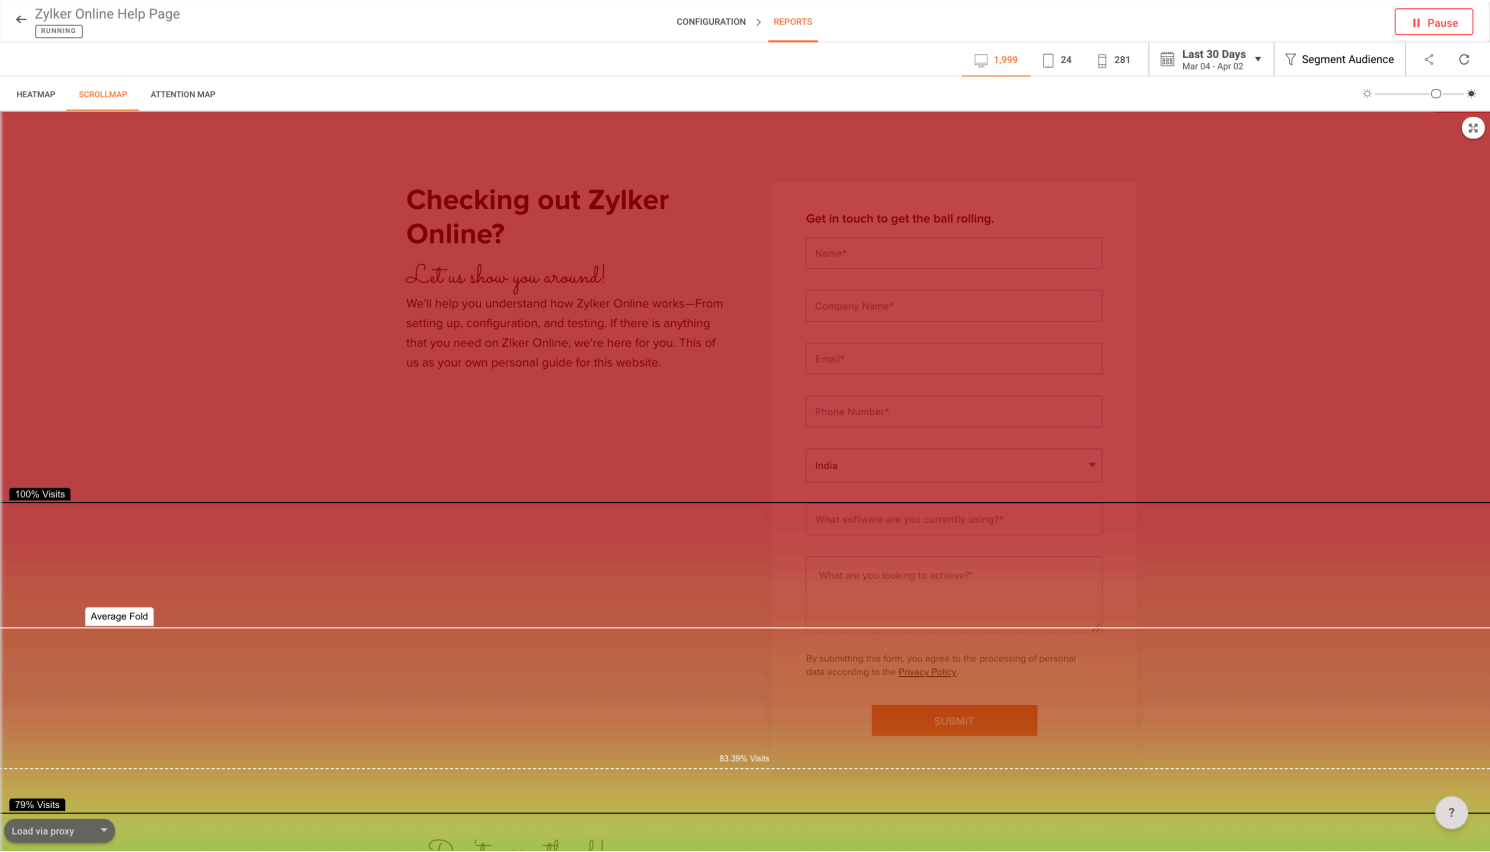 Zylker Online Help Page
RUNNING
CONFIGURATION > REPORTS
Pause
1,999
24
281
Last 30 Days
Mar 04 - Apr 02
Segment Audience
HEATMAP
SCROLLMAP
ATTENTION MAP
Checking out Zylker
Online?
Let us show you around!
We'll help you understand how Zylker Online works—From
setting up, configuration, and testing. If there is anything
that you need on Zlker Online, we're here for you. This of
us as your own personal guide for this website.
Get in touch to get the ball rolling.
Name*
Company Name*
Email*
Phone Number*
India
What software are you currently using?*
What are you looking to achieve?*
By submitting this form, you agree to the processing of personal
data according to the Privacy Policy.
SUBMIT
100% Visits
Average Fold
83.39% Visits
79% Visits
Load via proxy
?